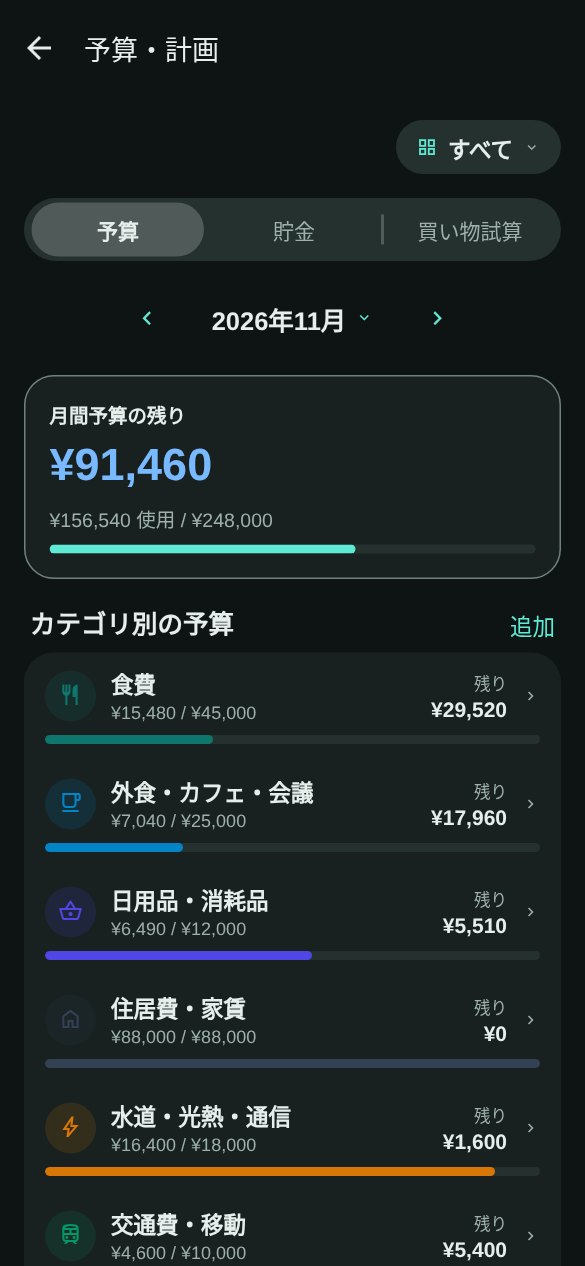 予算・計画
すべて
予算
貯金
買い物試算
2026年11月
月間予算の残り
¥91,460
¥156,540 使用 / ¥248,000
カテゴリ別の予算
追加
食費
¥15,480 / ¥45,000
残り
¥29,520
外食・カフェ・会議
¥7,040 / ¥25,000
残り
¥17,960
日用品・消耗品
¥6,490 / ¥12,000
残り
¥5,510
住居費・家賃
¥88,000 / ¥88,000
残り
¥0
水道・光熱・通信
¥16,400 / ¥18,000
残り
¥1,600
交通費・移動
¥4,600 / ¥10,000
残り
¥5,400